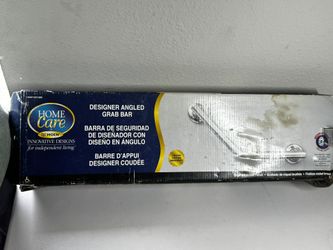 HOME
Care
BY MOEN
INNOVATIVE DESIGNS
for independent living
DESIGNER ANGLED
GRAB BAR
BARRA DE SEGURIDAD
DE DISEÑADOR CON
DISEÑO EN ÁNGULO
BARRE D'APPUI
DESIGNER COUDÉE